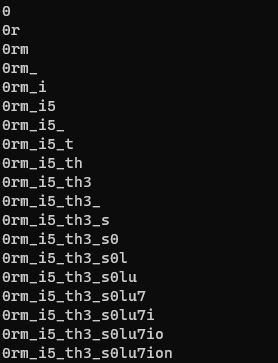 0
0r
0rm
0rm_
0rm_i
0rm_i5
0rm_i5_
0rm_i5_t
0rm_i5_th
0rm_i5_th3
0rm_i5_th3_
0rm_i5_th3_s
0rm_i5_th3_s0
0rm_i5_th3_s0l
0rm_i5_th3_s0lu
0rm_i5_th3_s0lu7
0rm_i5_th3_s0lu7i
0rm_i5_th3_s0lu7io
0rm_i5_th3_s0lu7ion